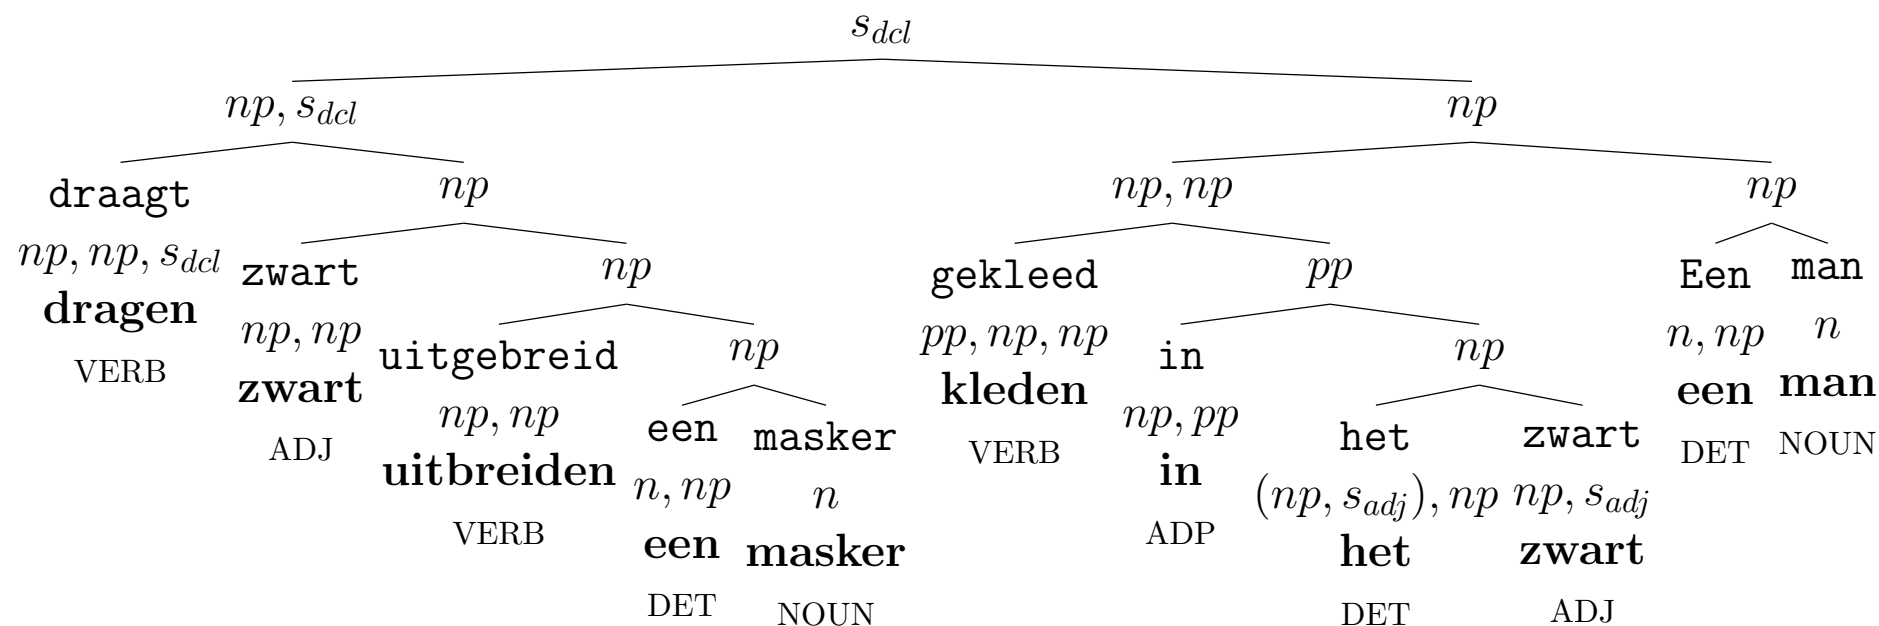 s_dcl
np, s_dcl np
draagt np np, np np
np, np, s_dcl zwart np gekleed pp Een man
dragen np, np uitgebreid np pp, np, np in np n, np n
VERB zwart np, np een masker kleden np, pp het zwart een man
ADJ uitbreiden n, np n VERB in (np, s_adj), np np, s_adj DET NOUN
VERB een masker ADP het zwart
DET NOUN DET ADJ